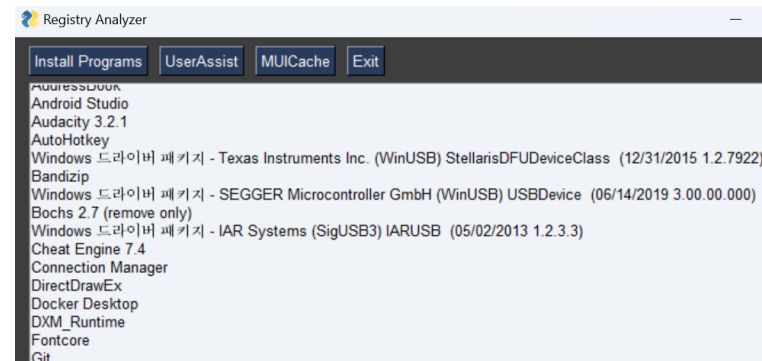 Registry Analyzer
Install Programs UserAssist MUICache Exit
AddressBook
Android Studio
Audacity 3.2.1
AutoHotkey
Windows 드라이버 패키지 - Texas Instruments Inc. (WinUSB) StellarisDFUDeviceClass (12/31/2015 1.2.7922)
Bandizip
Windows 드라이버 패키지 - SEGGER Microcontroller GmbH (WinUSB) USBDevice (06/14/2019 3.00.00.000)
Bochs 2.7 (remove only)
Windows 드라이버 패키지 - IAR Systems (SigUSB3) IARUSB (05/02/2013 1.2.3.3)
Cheat Engine 7.4
Connection Manager
DirectDrawEx
Docker Desktop
DXM_Runtime
Fontcore
Git